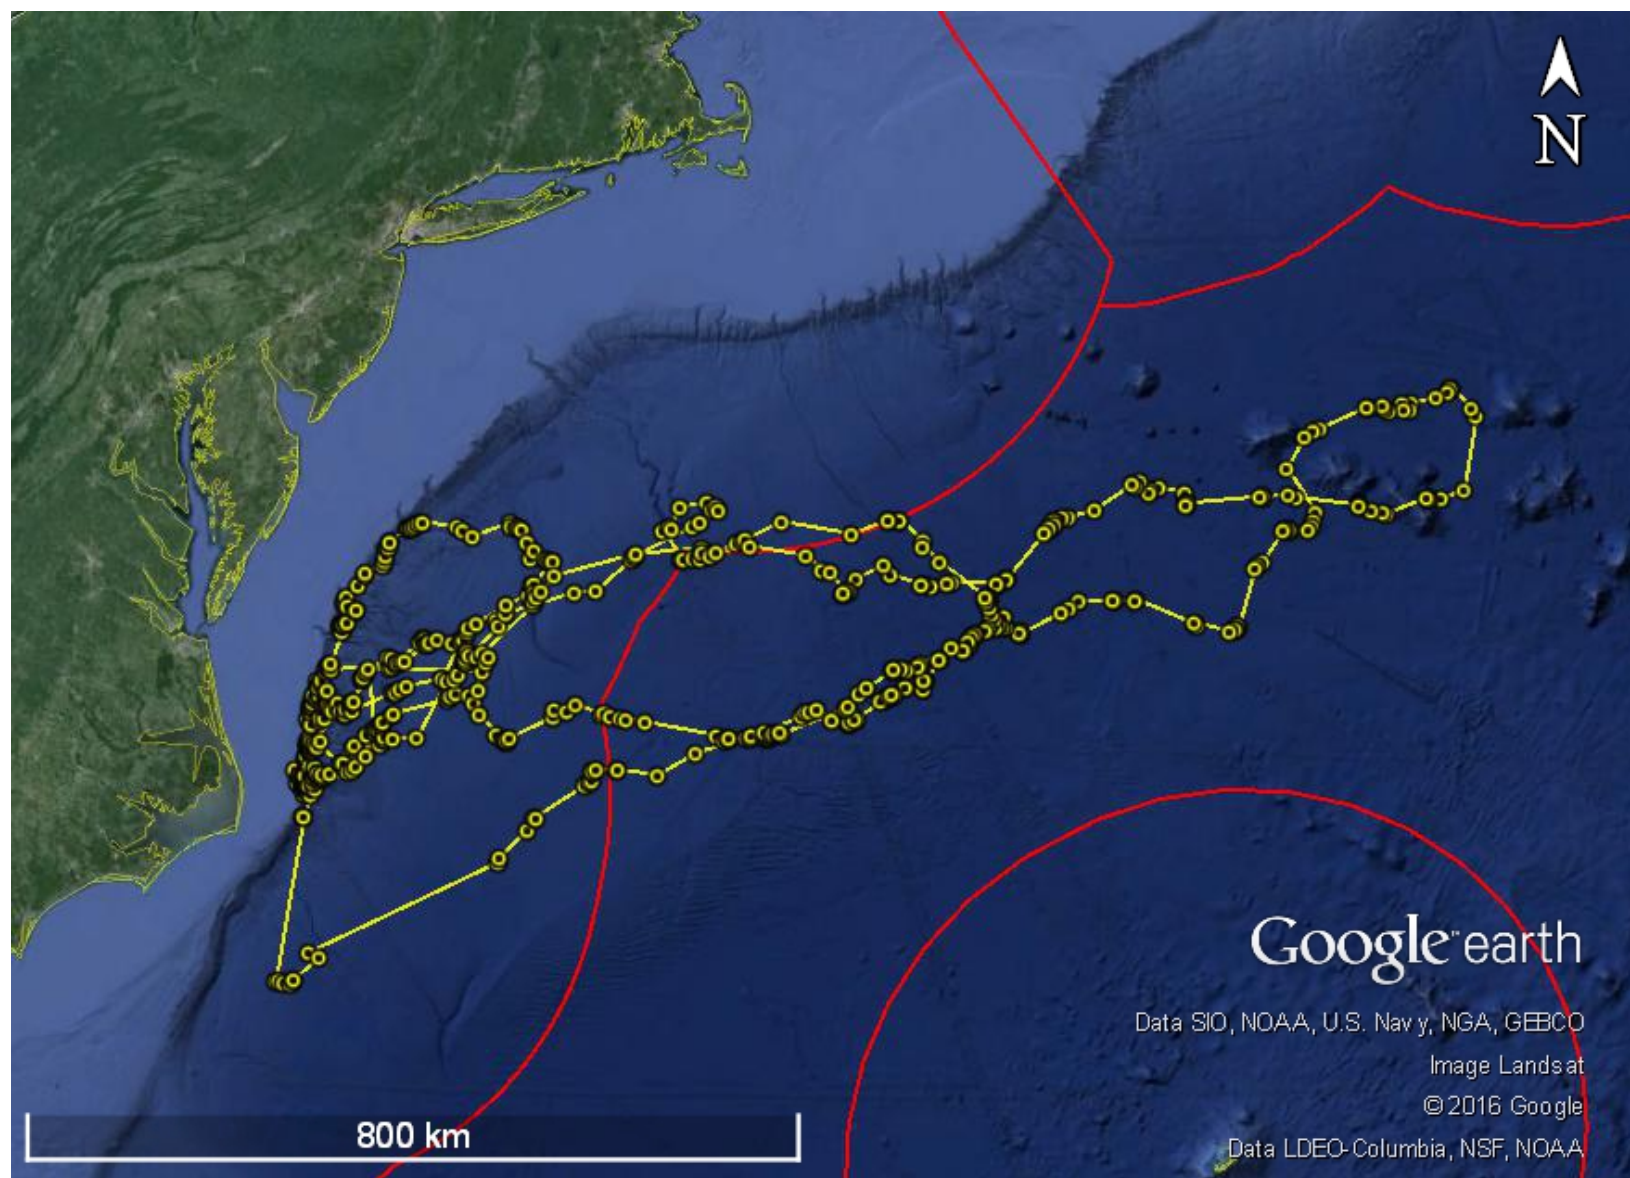 N
Google earth
Data SIO, NOAA, U.S. Navy, NGA, GEBCO
Image Landsat
© 2016 Google
800 km
Data LDEO-Columbia, NSF, NOAA